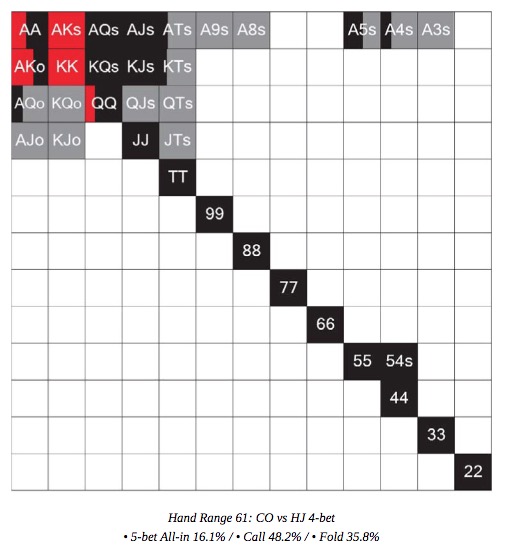 AA AKs AQs AJs ATs A9s A8s A5s A4s A3s
AKo KK KQs KJs KTs
AQo KQo QQ QJs QTs
AJo KJo JJ JTs
TT
99
88
77
66
55 54s
44
33
22
Hand Range 61: CO vs HJ 4-bet
• 5-bet All-in 16.1% / • Call 48.2% / • Fold 35.8%